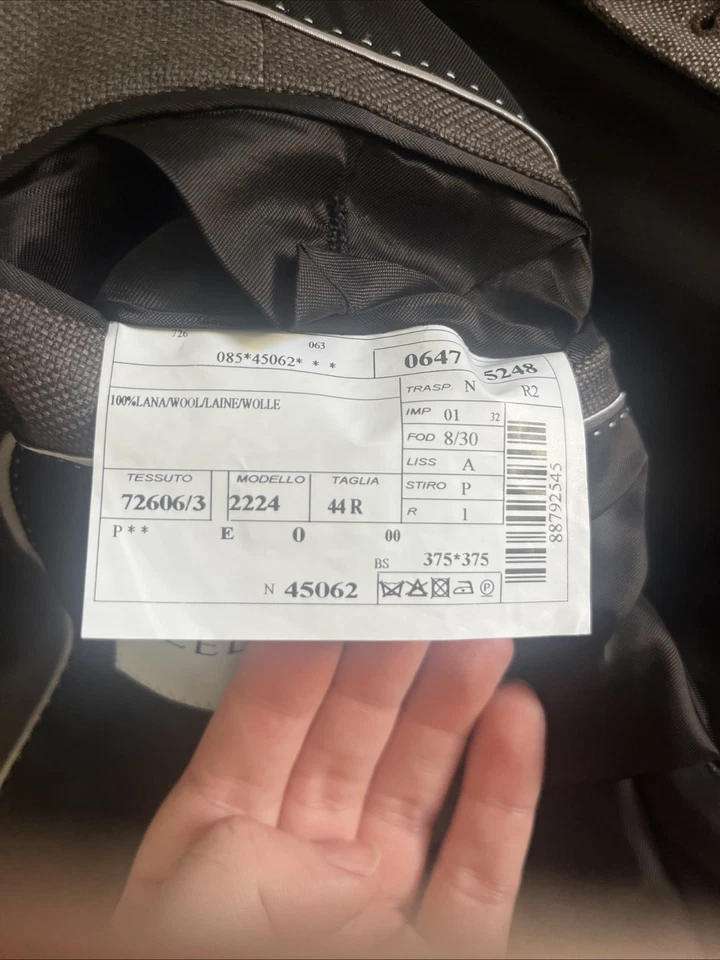 726
063
085*45062* * *
0647
5248
100%LANA/WOOL/LAINE/WOLLE
TRASP. N
R2
IMP 01
32
FOD 8/30
LISS A
STIRO P
R 1
TESSUTO MODELLO TAGLIA
72606/3 2224 44 R
P * * E 0 00
BS 375*375
N 45062
P
88792545